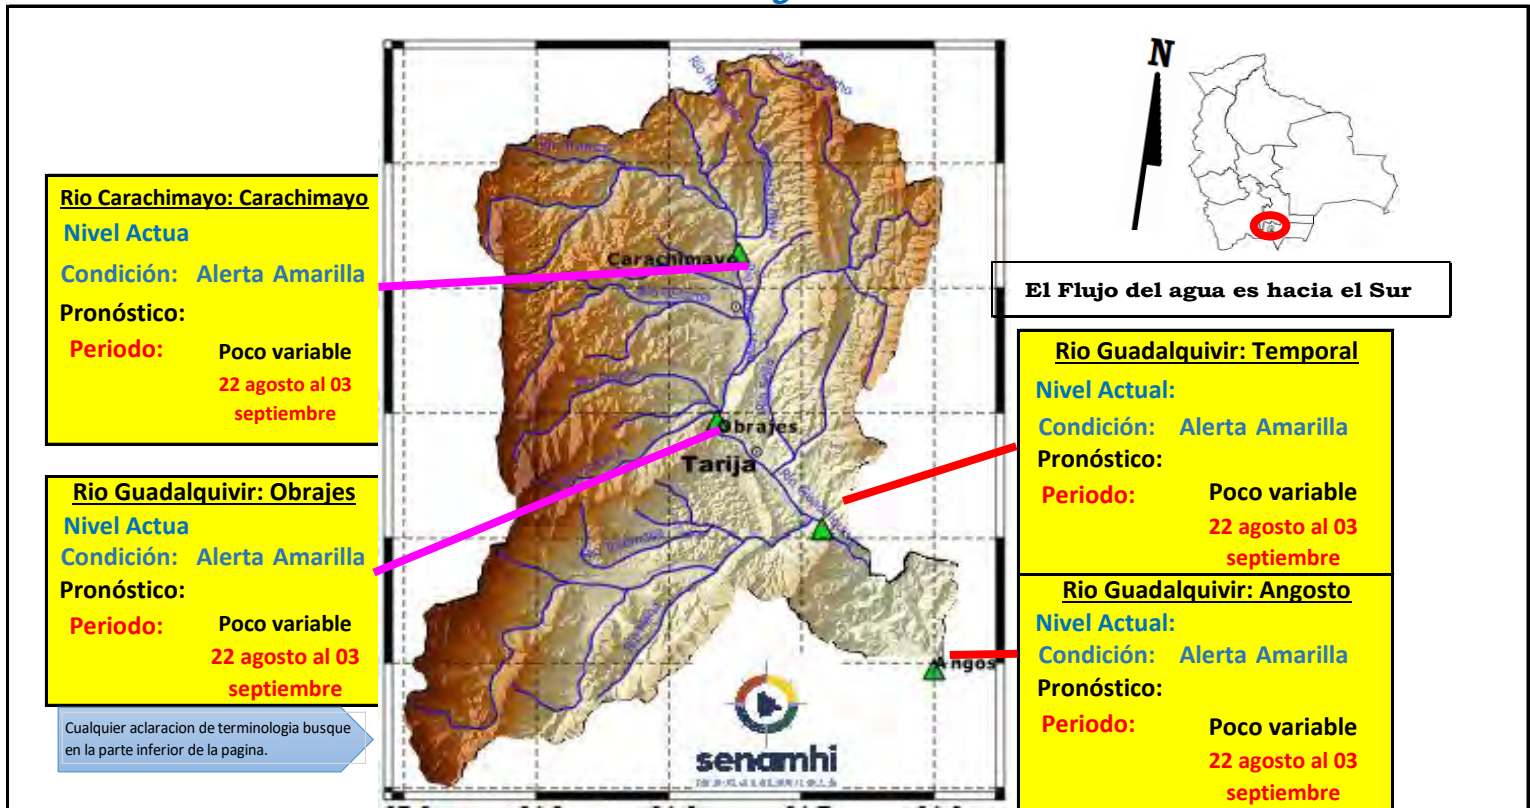 N
El Flujo del agua es hacia el Sur
Rio Carachimayo: Carachimayo
Nivel Actua
Condición: Alerta Amarilla
Pronóstico:
Periodo: Poco variable
22 agosto al 03
septiembre
Rio Guadalquivir: Obrajes
Nivel Actua
Condición: Alerta Amarilla
Pronóstico:
Periodo: Poco variable
22 agosto al 03
septiembre
Cualquier aclaracion de terminologia busque
en la parte inferior de la pagina.
Carachimayo
Obrajes
Tarija
Angos
senamhi
Rio Guadalquivir: Temporal
Nivel Actual:
Condición: Alerta Amarilla
Pronóstico:
Periodo: Poco variable
22 agosto al 03
septiembre
Rio Guadalquivir: Angosto
Nivel Actual:
Condición: Alerta Amarilla
Pronóstico:
Periodo: Poco variable
22 agosto al 03
septiembre